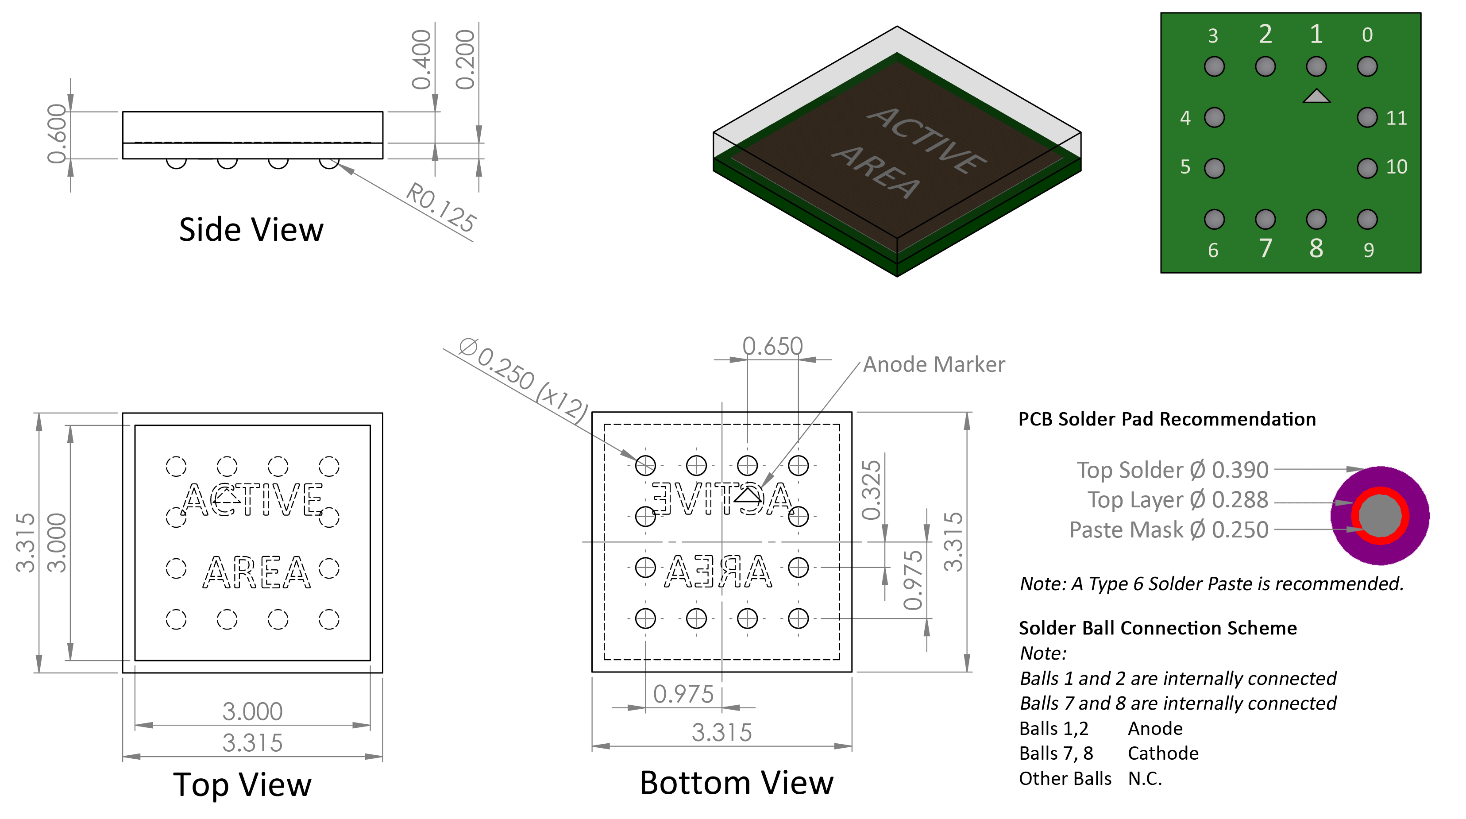 0.600
0.400
0.200
R0.125
Side View
ACTIVE
AREA
3
2
1
0
4
11
5
10
6
7
8
9
3.315
3.000
ACTIVE
AREA
3.000
3.315
Top View
Ø0.250 (x12)
0.650
Anode Marker
ACTIVE
AREA
0.325
0.975
3.315
0.975
3.315
Bottom View
PCB Solder Pad Recommendation
Top Solder Ø 0.390
Top Layer Ø 0.288
Paste Mask Ø 0.250
Note: A Type 6 Solder Paste is recommended.
Solder Ball Connection Scheme
Note:
Balls 1 and 2 are internally connected
Balls 7 and 8 are internally connected
Balls 1,2 Anode
Balls 7, 8 Cathode
Other Balls N.C.